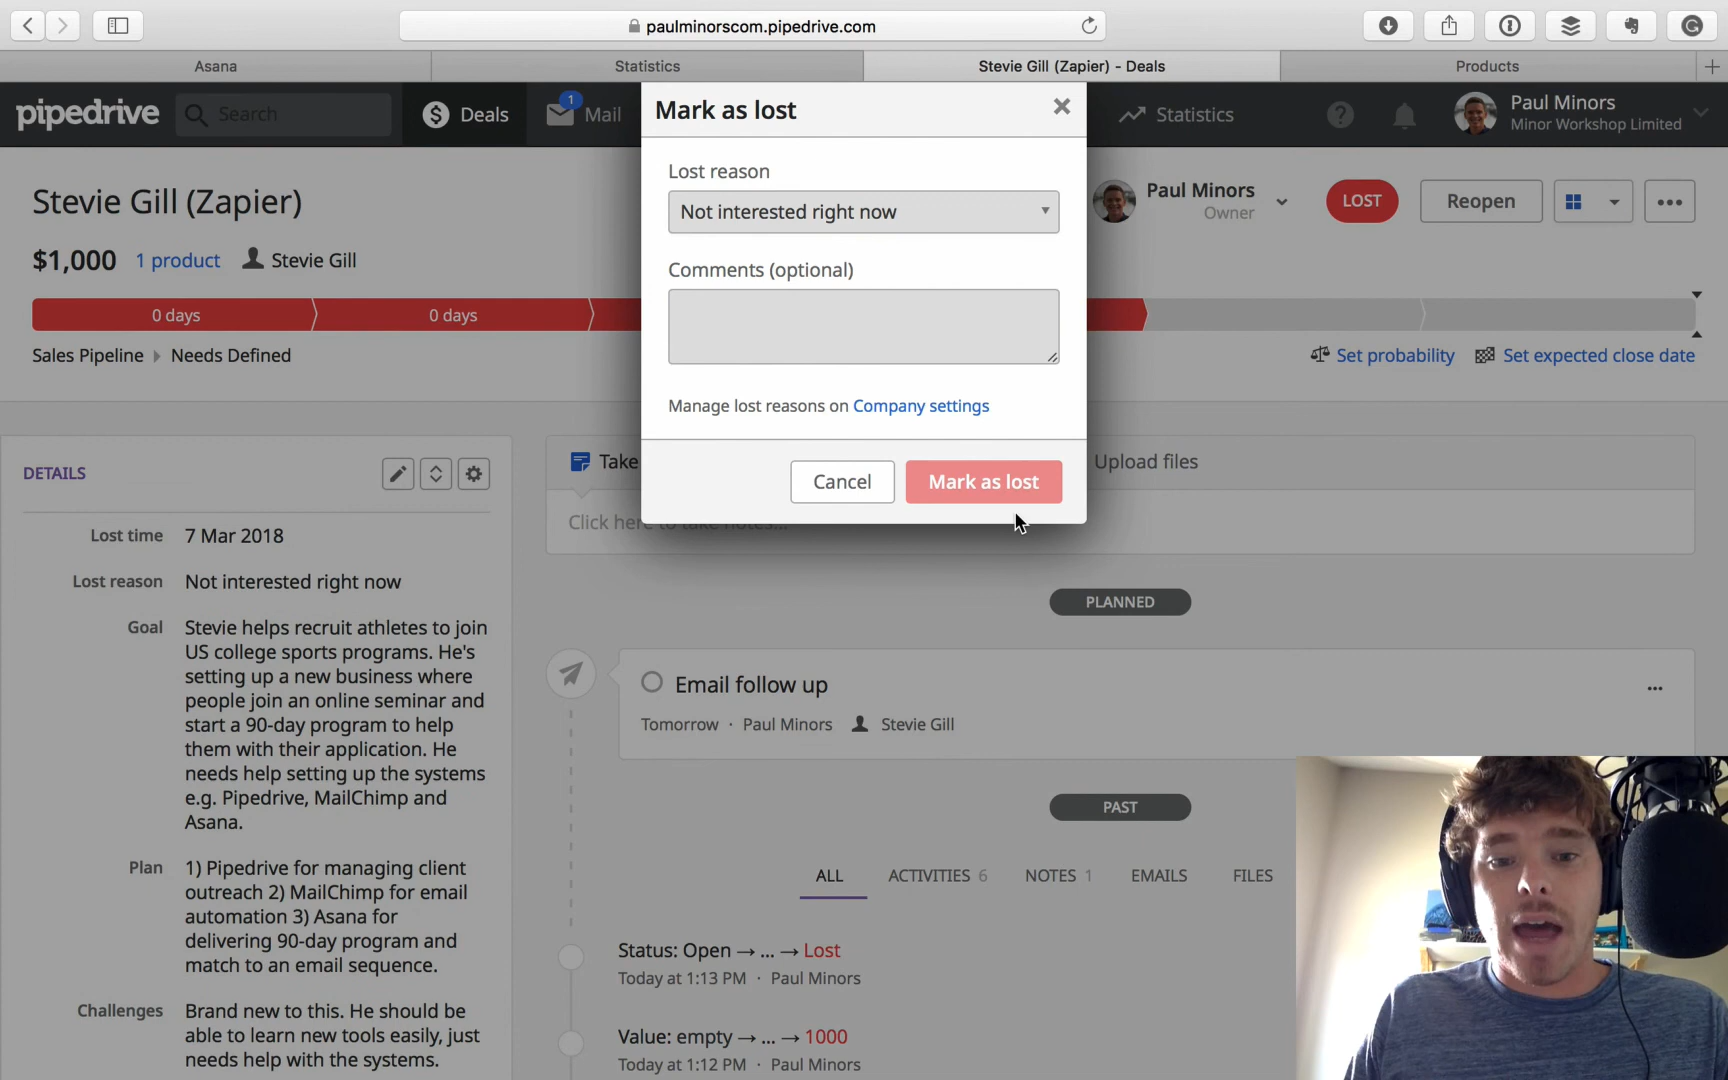 paulminorscom.pipedrive.com
Asana
Statistics
Stevie Gill (Zapier) - Deals
Products
pipedrive
Search
Deals
1
Mail
Statistics
Paul Minors
Minor Workshop Limited
Mark as lost
Lost reason
Not interested right now
Comments (optional)
Manage lost reasons on Company settings
Cancel
Mark as lost
Stevie Gill (Zapier)
Paul Minors
Owner
LOST
Reopen
$1,000
1 product
Stevie Gill
0 days
0 days
Sales Pipeline
Needs Defined
Set probability
Set expected close date
DETAILS
Lost time
7 Mar 2018
Lost reason
Not interested right now
Goal
Stevie helps recruit athletes to join
US college sports programs. He's
setting up a new business where
people join an online seminar and
start a 90-day program to help
them with their application. He
needs help setting up the systems
e.g. Pipedrive, MailChimp and
Asana.
Plan
1) Pipedrive for managing client
outreach 2) MailChimp for email
automation 3) Asana for
delivering 90-day program and
match to an email sequence.
Challenges
Brand new to this. He should be
able to learn new tools easily, just
needs help with the systems.
Take
Upload files
Click here to take notes...
PLANNED
Email follow up
Tomorrow · Paul Minors
Stevie Gill
PAST
ALL
ACTIVITIES 6
NOTES 1
EMAILS
FILES
Status: Open → ... → Lost
Today at 1:13 PM · Paul Minors
Value: empty → ... → 1000
Today at 1:12 PM · Paul Minors